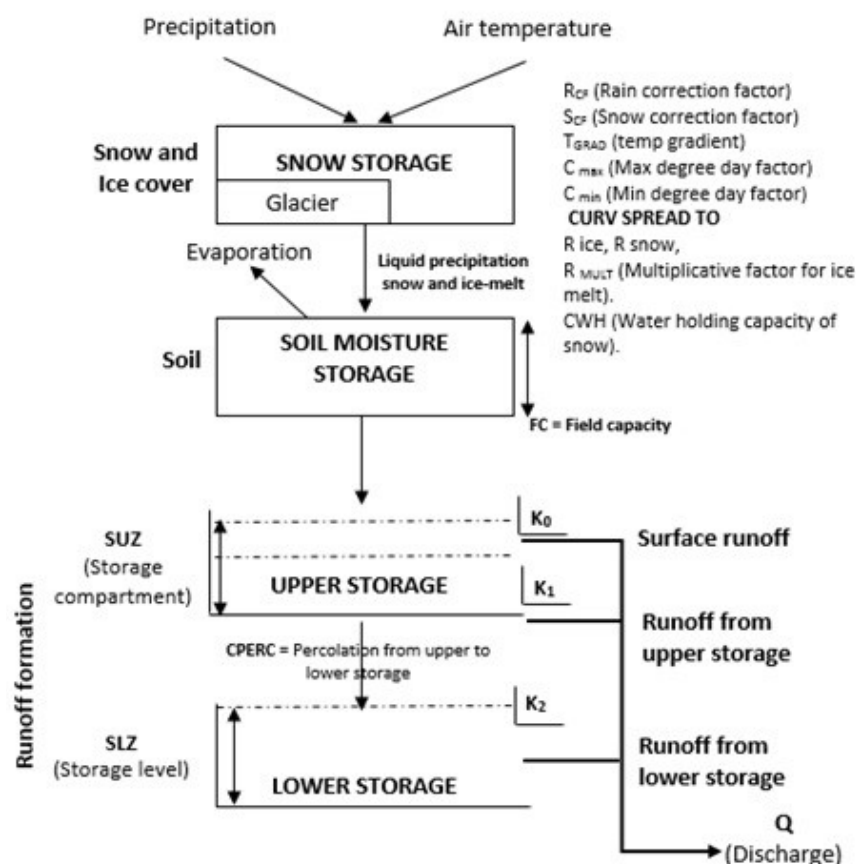 Precipitation
Air temperature
R_CF (Rain correction factor)
S_CF (Snow correction factor)
T_GRAD (temp gradient)
C max (Max degree day factor)
C min (Min degree day factor)
CURV SPREAD TO
R ice, R snow,
R MULT (Multiplicative factor for ice
melt).
CWH (Water holding capacity of
snow).
Snow and
Ice cover
SNOW STORAGE
Glacier
Evaporation
Liquid precipitation
snow and ice-melt
Soil
SOIL MOISTURE
STORAGE
FC = Field capacity
Runoff formation
SUZ
(Storage
compartment)
K₀
Surface runoff
UPPER STORAGE
K₁
Runoff from
upper storage
CPERC = Percolation from upper to
lower storage
K₂
SLZ
(Storage level)
LOWER STORAGE
Runoff from
lower storage
Q
(Discharge)